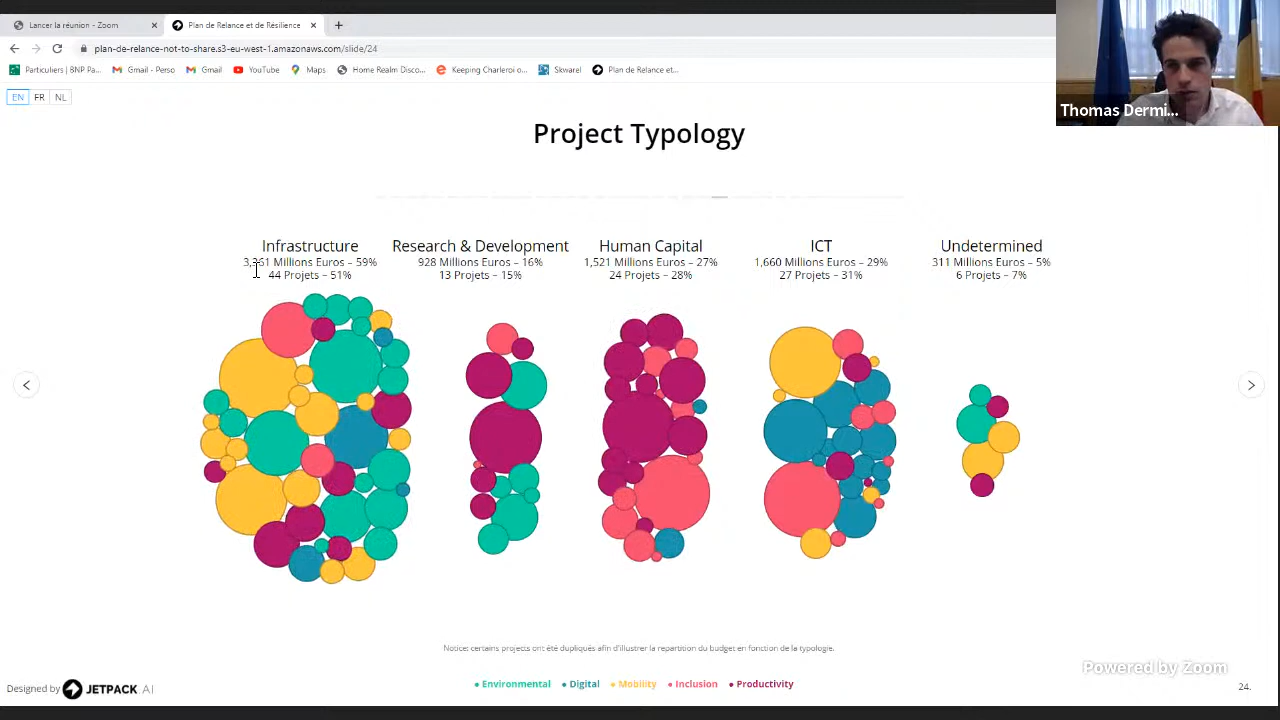 Lancer la réunion - Zoom
Plan de Relance et de Résilience
plan-de-relance-not-to-share.s3-eu-west-1.amazonaws.com/slide/24
Particuliers | BNP Pa...
Gmail - Perso
Gmail
YouTube
Maps
Home Realm Disco...
Keeping Charleroi o...
Skwarel
Plan de Relance et...
EN FR NL
Thomas Dermi...
Project Typology
Infrastructure
3,361 Millions Euros – 59%
44 Projets – 51%
Research & Development
928 Millions Euros – 16%
13 Projets – 15%
Human Capital
1,521 Millions Euros – 27%
24 Projets – 28%
ICT
1,660 Millions Euros – 29%
27 Projets – 31%
Undetermined
311 Millions Euros – 5%
6 Projets – 7%
Notice: certains projects ont été dupliqués afin d'illustrer la repartition du budget en fonction de la typologie.
Powered by Zoom
Designed by JETPACK AI
• Environmental • Digital • Mobility • Inclusion • Productivity
24.